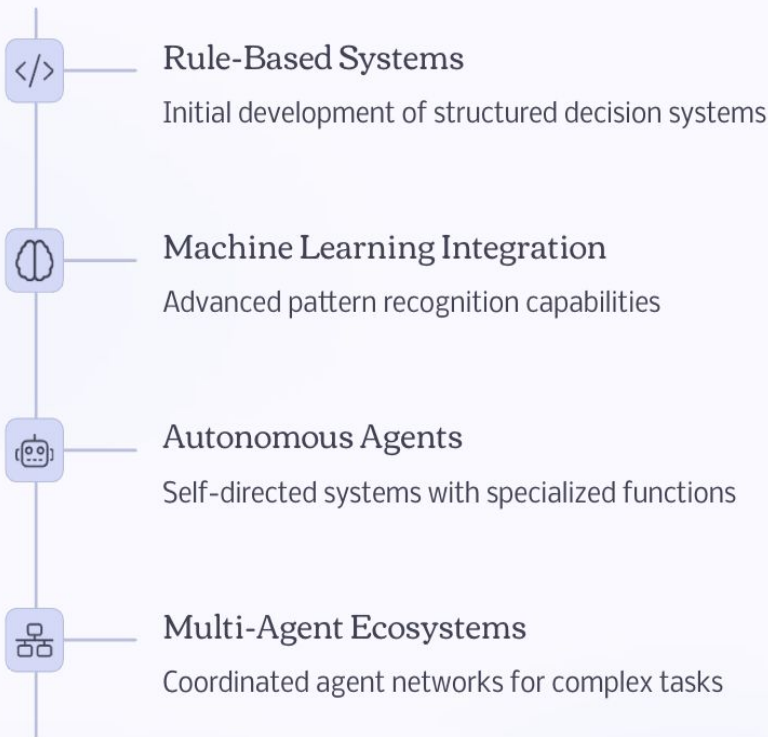 Rule-Based Systems
Initial development of structured decision systems
Machine Learning Integration
Advanced pattern recognition capabilities
Autonomous Agents
Self-directed systems with specialized functions
Multi-Agent Ecosystems
Coordinated agent networks for complex tasks